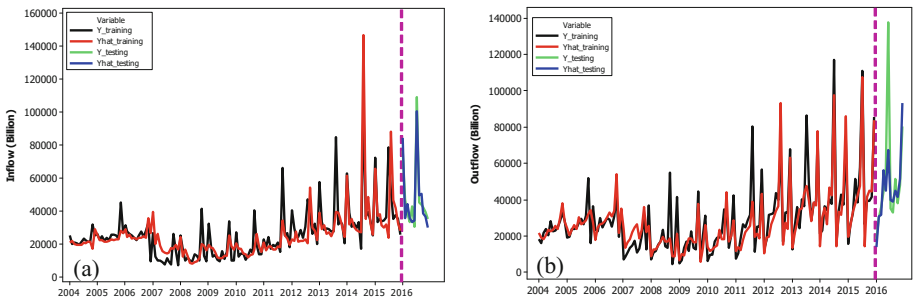 160000
140000
120000
100000
80000
60000
40000
20000
0
Inflow (Billion)
Variable
Y_training
Yhat_training
Y_testing
Yhat_testing
(a)
2004 2005 2006 2007 2008 2009 2010 2011 2012 2013 2014 2015 2016
140000
120000
100000
80000
60000
40000
20000
0
Outflow (Billion)
Variable
Y_training
Yhat_training
Y_testing
Yhat_testing
(b)
2004 2005 2006 2007 2008 2009 2010 2011 2012 2013 2014 2015 2016